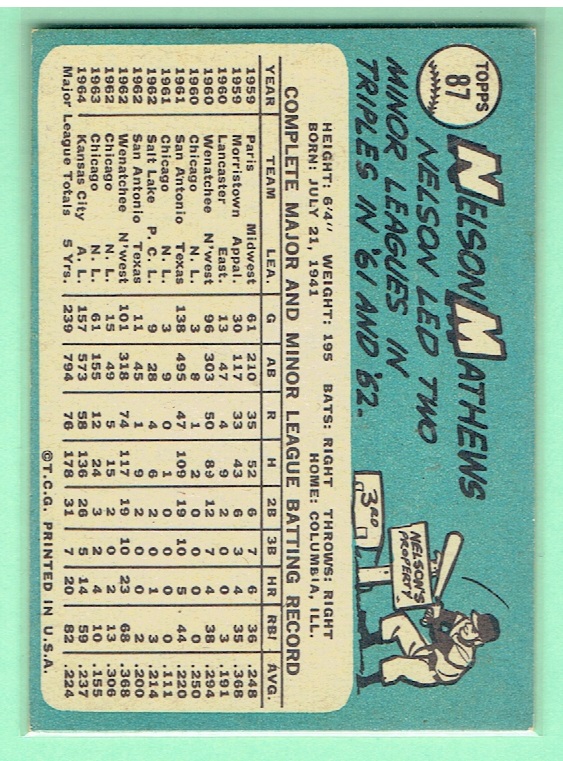 TOPPS
87
NELSON MATHEWS
NELSON LED TWO
MINOR LEAGUES IN
TRIPLES IN '61 AND '62.
3RD
NELSON'S
PROPERTY!
HEIGHT: 6'4" WEIGHT: 195 BATS: RIGHT THROWS: RIGHT
BORN: JULY 21, 1941 HOME: COLUMBIA, ILL.
COMPLETE MAJOR AND MINOR LEAGUE BATTING RECORD
YEAR TEAM LEA. G AB R H 2B 3B HR RBI AVG.
1959 Paris Midwest 61 210 35 52 6 7 6 36 .248
1959 Morristown Appal. 30 117 33 43 6 3 4 35 .368
1960 Lancaster East. 13 47 4 9 2 0 0 3 .191
1960 Wenatchee N'west 96 303 50 89 12 7 4 38 .294
1960 Chicago N. L. 3 8 1 2 0 0 0 0 .250
1961 San Antonio Texas 138 495 47 109 19 10 5 44 .220
1961 Chicago N. L. 3 9 0 1 0 0 0 0 .111
1962 Salt Lake P. C. L. 9 28 4 6 2 0 1 3 .214
1962 San Antonio Texas 11 45 1 9 2 0 0 2 .200
1962 Wenatchee N'west 101 318 74 117 19 10 23 68 .368
1962 Chicago N. L. 15 49 5 15 2 0 2 13 .306
1963 Chicago N. L. 61 155 12 24 3 2 4 10 .155
1964 Kansas City A. L. 157 573 58 136 26 5 14 59 .237
Major League Totals 5 Yrs. 239 794 76 178 31 7 20 82 .224
©T.C.G. PRINTED IN U.S.A.